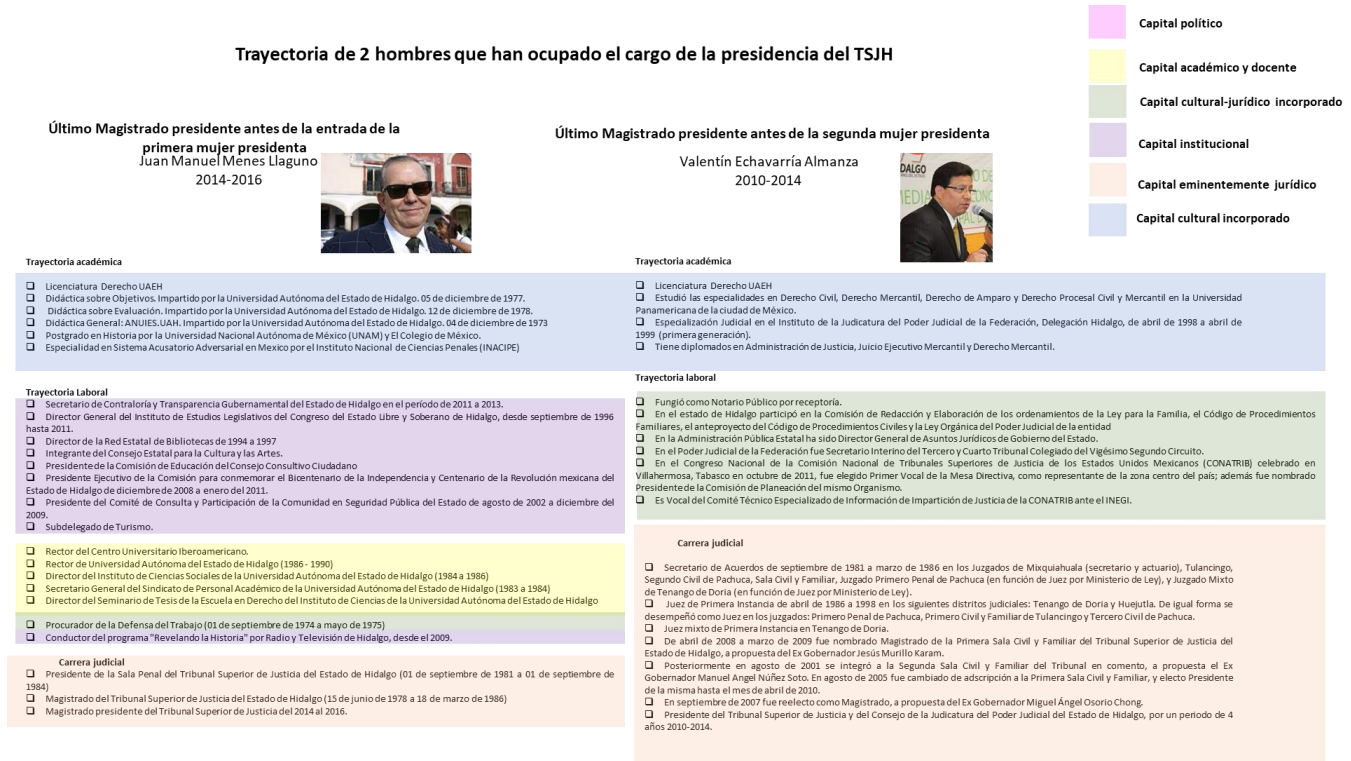 Trayectoria de 2 hombres que han ocupado el cargo de la presidencia del TSJH
Capital político
Capital académico y docente
Capital cultural-jurídico incorporado
Capital institucional
Capital eminentemente jurídico
Capital cultural incorporado
Último Magistrado presidente antes de la entrada de la
primera mujer presidenta
Juan Manuel Menes Llaguno
2014-2016
Trayectoria académica
Licenciatura Derecho UAEH
Didáctica sobre Objetivos. Impartido por la Universidad Autónoma del Estado de Hidalgo. 05 de diciembre de 1977.
Didáctica sobre Evaluación. Impartido por la Universidad Autónoma del Estado de Hidalgo. 12 de diciembre de 1978.
Didáctica General: ANUIES.UAH. Impartido por la Universidad Autónoma del Estado de Hidalgo. 04 de diciembre de 1973
Postgrado en Historia por la Universidad Nacional Autónoma de México (UNAM) y El Colegio de México.
Especialidad en Sistema Acusatorio Adversarial en Mexico por el Instituto Nacional de Ciencias Penales (INACIPE)
Trayectoria Laboral
Secretario de Contraloría y Transparencia Gubernamental del Estado de Hidalgo en el período de 2011 a 2013.
Director General del Instituto de Estudios Legislativos del Congreso del Estado Libre y Soberano de Hidalgo, desde septiembre de 1996
hasta 2011.
Director de la Red Estatal de Bibliotecas de 1994 a 1997
Integrante del Consejo Estatal para la Cultura y las Artes.
Presidente de la Comisión de Educación del Consejo Consultivo Ciudadano
Presidente Ejecutivo de la Comisión para conmemorar el Bicentenario de la Independencia y Centenario de la Revolución mexicana del
Estado de Hidalgo de diciembre de 2008 a enero del 2011.
Presidente del Comité de Consulta y Participación de la Comunidad en Seguridad Pública del Estado de agosto de 2002 a diciembre del
2009.
Subdelegado de Turismo.
Rector del Centro Universitario Iberoamericano.
Rector de Universidad Autónoma del Estado de Hidalgo (1986 - 1990)
Director del Instituto de Ciencias Sociales de la Universidad Autónoma del Estado de Hidalgo (1984 a 1986)
Secretario General del Sindicato de Personal Académico de la Universidad Autónoma del Estado de Hidalgo (1983 a 1984)
Director del Seminario de Tesis de la Escuela en Derecho del Instituto de Ciencias de la Universidad Autónoma del Estado de Hidalgo
Procurador de la Defensa del Trabajo (01 de septiembre de 1974 a mayo de 1975)
Conductor del programa "Revelando la Historia" por Radio y Televisión de Hidalgo, desde el 2009.
Carrera judicial
Presidente de la Sala Penal del Tribunal Superior de Justicia del Estado de Hidalgo (01 de septiembre de 1981 a 01 de septiembre de
1984)
Magistrado del Tribunal Superior de Justicia del Estado de Hidalgo (15 de junio de 1978 a 18 de marzo de 1986)
Magistrado presidente del Tribunal Superior de Justicia del 2014 al 2016.
Último Magistrado presidente antes de la segunda mujer presidenta
Valentín Echavarría Almanza
2010-2014
Trayectoria académica
Licenciatura Derecho UAEH
Estudió las especialidades en Derecho Civil, Derecho Mercantil, Derecho de Amparo y Derecho Procesal Civil y Mercantil en la Universidad
Panamericana de la ciudad de México.
Especialización Judicial en el Instituto de la Judicatura del Poder Judicial de la Federación, Delegación Hidalgo, de abril de 1998 a abril de
1999 (primera generación).
Tiene diplomados en Administración de Justicia, Juicio Ejecutivo Mercantil y Derecho Mercantil.
Trayectoria laboral
Fungió como Notario Público por receptoría.
En el estado de Hidalgo participó en la Comisión de Redacción y Elaboración de los ordenamientos de la Ley para la Familia, el Código de Procedimientos
Familiares, el anteproyecto del Código de Procedimientos Civiles y la Ley Orgánica del Poder Judicial de la entidad
En la Administración Pública Estatal ha sido Director General de Asuntos Jurídicos de Gobierno del Estado.
En el Poder Judicial de la Federación fue Secretario Interino del Tercero y Cuarto Tribunal Colegiado del Vigésimo Segundo Circuito.
En el Congreso Nacional de la Comisión Nacional de Tribunales Superiores de Justicia de los Estados Unidos Mexicanos (CONATRIB) celebrado en
Villahermosa, Tabasco en octubre de 2011, fue elegido Primer Vocal de la Mesa Directiva, como representante de la zona centro del país; además fue nombrado
Presidente de la Comisión de Planeación del mismo Organismo.
Es Vocal del Comité Técnico Especializado de Información de Impartición de Justicia de la CONATRIB ante el INEGI.
Carrera judicial
Secretario de Acuerdos de septiembre de 1981 a marzo de 1986 en los Juzgados de Mixquiahuala (secretario y actuario), Tulancingo,
Segundo Civil de Pachuca, Sala Civil y Familiar, Juzgado Primero Penal de Pachuca (en función de Juez por Ministerio de Ley), y Juzgado Mixto
de Tenango de Doria (en función de Juez por Ministerio de Ley).
Juez de Primera Instancia de abril de 1986 a 1998 en los siguientes distritos judiciales: Tenango de Doria y Huejutla. De igual forma se
desempeñó como Juez en los juzgados: Primero Penal de Pachuca, Primero Civil y Familiar de Tulancingo y Tercero Civil de Pachuca.
Juez mixto de Primera Instancia en Tenango de Doria.
De abril de 2008 a marzo de 2009 fue nombrado Magistrado de la Primera Sala Civil y Familiar del Tribunal Superior de Justicia del
Estado de Hidalgo, a propuesta del Ex Gobernador Jesús Murillo Karam.
Posteriormente en agosto de 2001 se integró a la Segunda Sala Civil y Familiar del Tribunal en comento, a propuesta el Ex
Gobernador Manuel Angel Núñez Soto. En agosto de 2005 fue cambiado de adscripción a la Primera Sala Civil y Familiar, y electo Presidente
de la misma hasta el mes de abril de 2010.
En septiembre de 2007 fue reelecto como Magistrado, a propuesta del Ex Gobernador Miguel Ángel Osorio Chong.
Presidente del Tribunal Superior de Justicia y del Consejo de la Judicatura del Poder Judicial del Estado de Hidalgo, por un periodo de 4
años 2010-2014.